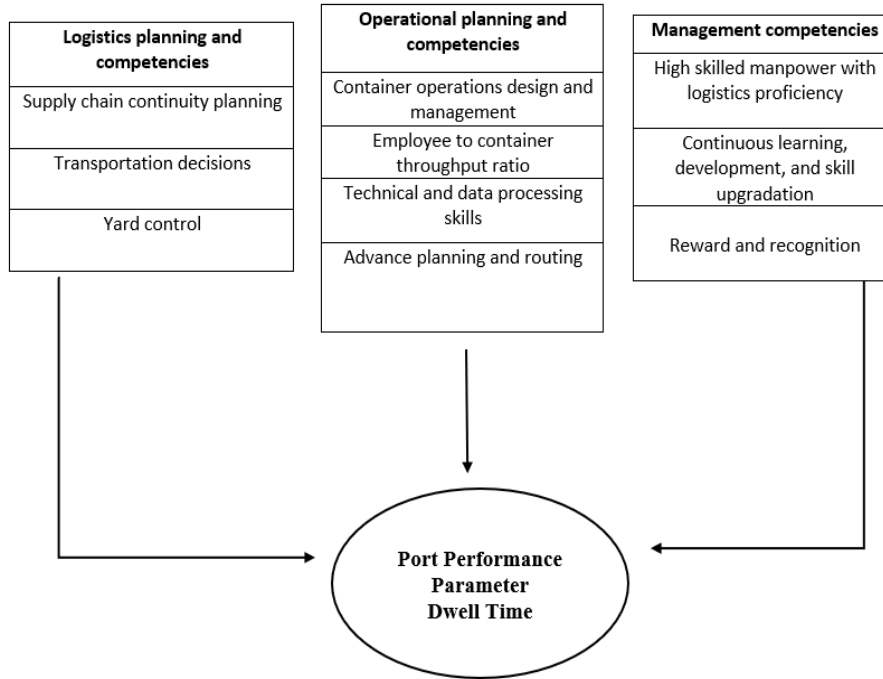 Logistics planning and
competencies
Supply chain continuity planning
Transportation decisions
Yard control
Operational planning and
competencies
Container operations design and
management
Employee to container
throughput ratio
Technical and data processing
skills
Advance planning and routing
Management competencies
High skilled manpower with
logistics proficiency
Continuous learning,
development, and skill
upgradation
Reward and recognition
Port Performance
Parameter
Dwell Time